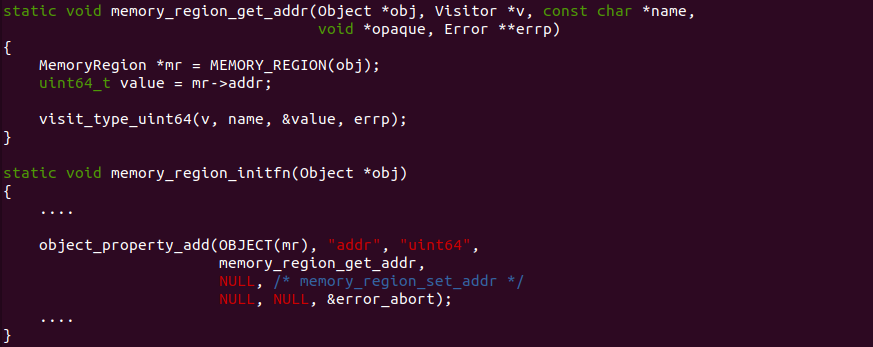 static void memory_region_get_addr(Object *obj, Visitor *v, const char *name,
                                   void *opaque, Error **errp)
{
    MemoryRegion *mr = MEMORY_REGION(obj);
    uint64_t value = mr->addr;

    visit_type_uint64(v, name, &value, errp);
}

static void memory_region_initfn(Object *obj)
{
    ....

    object_property_add(OBJECT(mr), "addr", "uint64",
                        memory_region_get_addr,
                        NULL, /* memory_region_set_addr */
                        NULL, NULL, &error_abort);
    ....
}